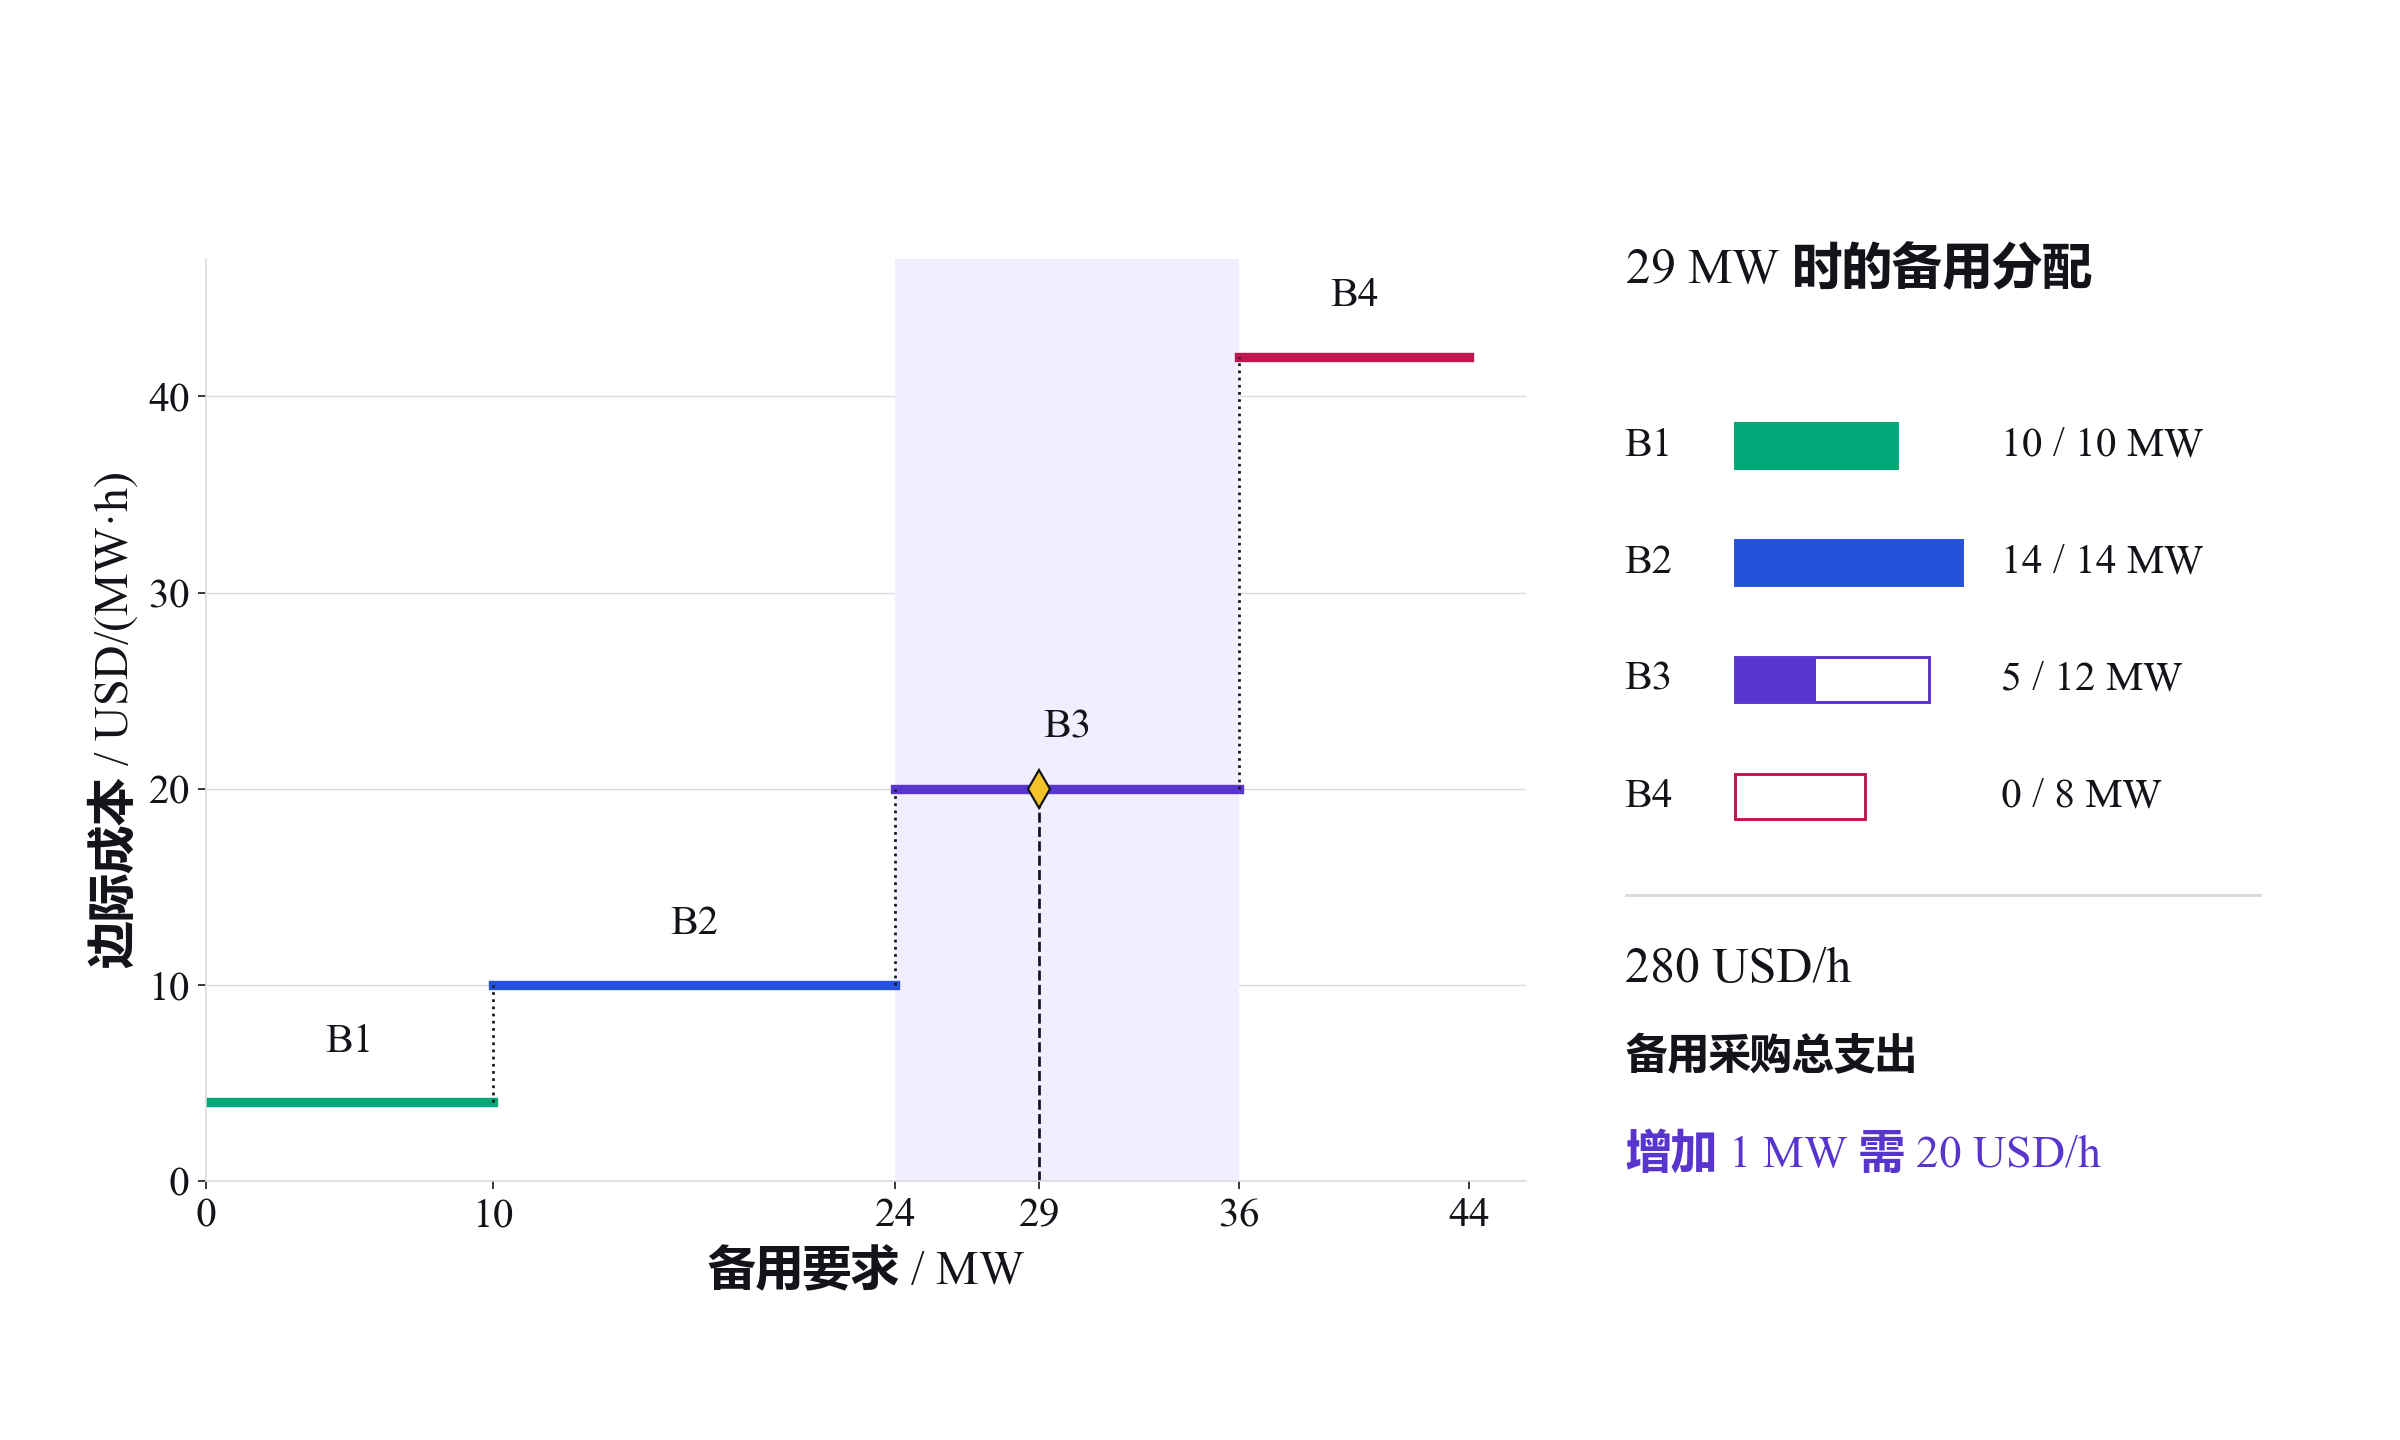 边际成本 / USD/(MW·h)
40
30
20
10
0
B1
B2
B3
B4
0 10 24 29 36 44
备用要求 / MW
29 MW 时的备用分配
B1 10 / 10 MW
B2 14 / 14 MW
B3 5 / 12 MW
B4 0 / 8 MW
280 USD/h
备用采购总支出
增加 1 MW 需 20 USD/h